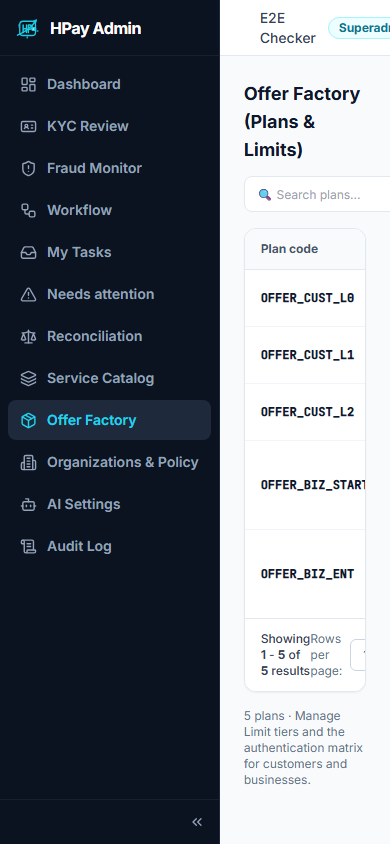 HPay Admin
Dashboard
KYC Review
Fraud Monitor
Workflow
My Tasks
Needs attention
Reconciliation
Service Catalog
Offer Factory
Organizations & Policy
AI Settings
Audit Log
E2E
Checker
Superadm
Offer Factory
(Plans &
Limits)
Search plans...
Plan code
OFFER_CUST_L0
OFFER_CUST_L1
OFFER_CUST_L2
OFFER_BIZ_START
OFFER_BIZ_ENT
Showing
1 - 5 of
5 results
Rows
per
page:
5 plans · Manage
Limit tiers and the
authentication matrix
for customers and
businesses.